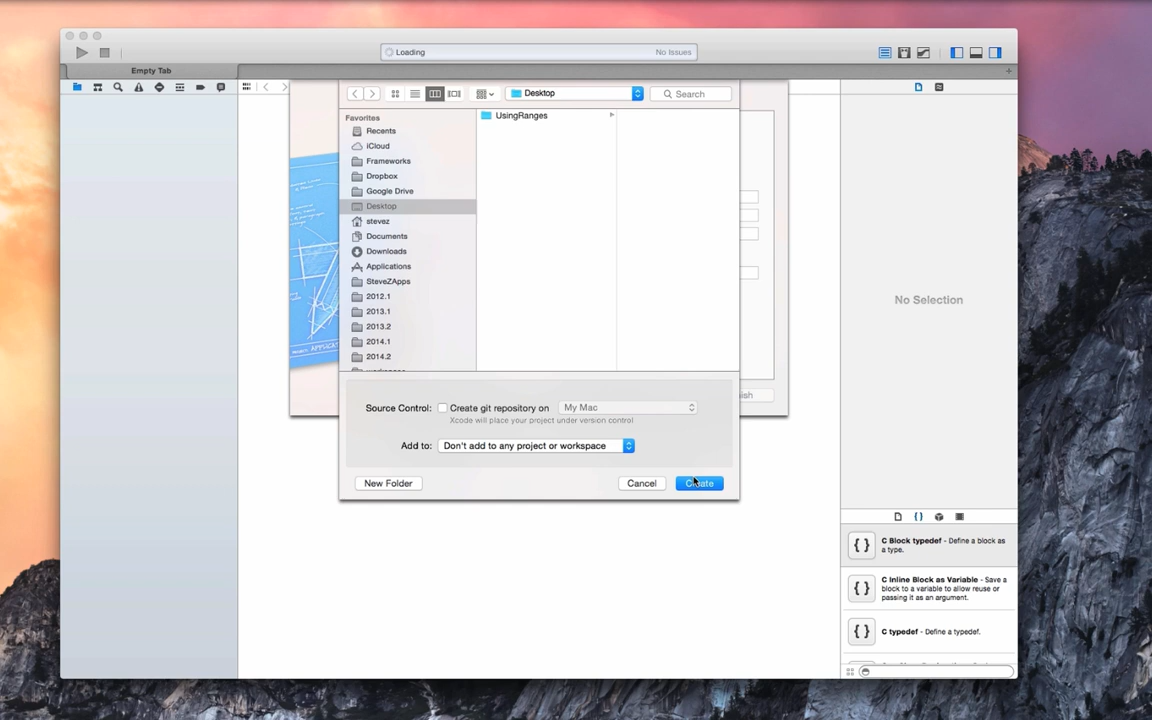 Loading
No Issues
Empty Tab
Desktop
Search
Favorites
Recents
iCloud
Frameworks
Dropbox
Google Drive
Desktop
stevez
Documents
Downloads
Applications
SteveZApps
2012.1
2013.1
2013.2
2014.1
2014.2
UsingRanges
No Selection
Source Control:
Create git repository on
My Mac
Xcode will place your project under version control
Add to:
Don't add to any project or workspace
New Folder
Cancel
Create
C Block typedef - Define a block as
a type.
C Inline Block as Variable - Save a
block to a variable to allow reuse or
passing it as an argument.
C typedef - Define a typedef.